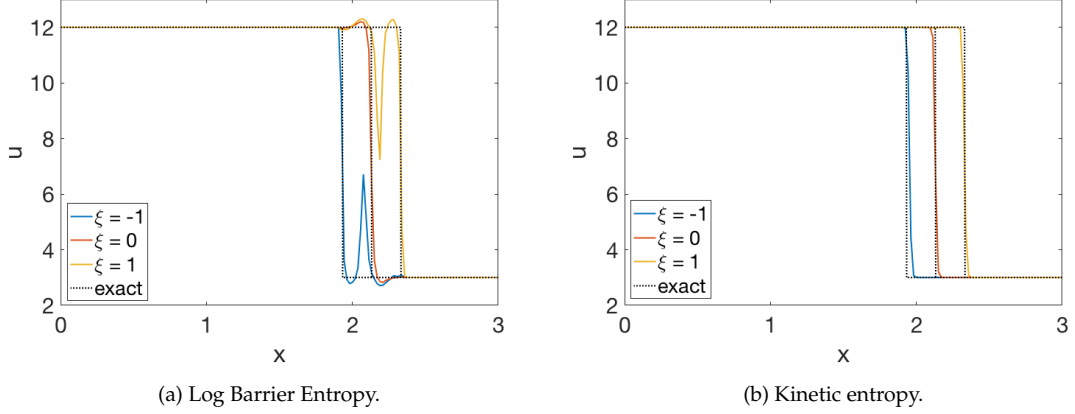 12
10
8
6
4
2
u
ξ = -1
ξ = 0
ξ = 1
exact
0
1
2
3
x
(a) Log Barrier Entropy.
12
10
8
6
4
2
u
ξ = -1
ξ = 0
ξ = 1
exact
0
1
2
3
x
(b) Kinetic entropy.